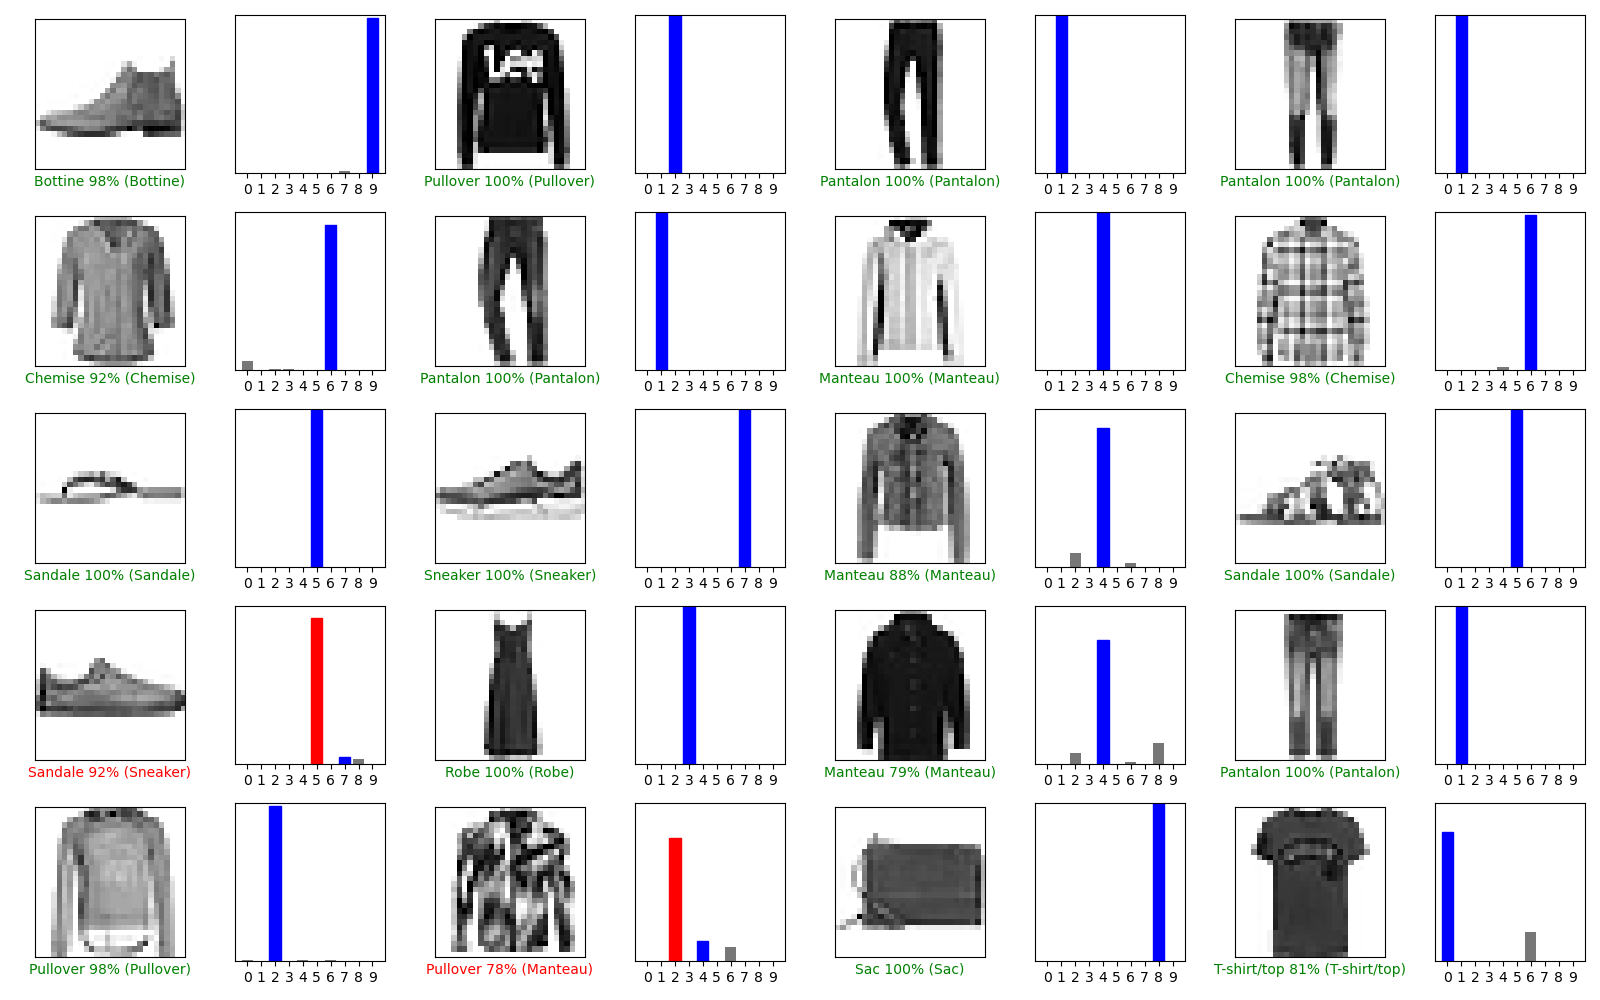 Lee
0 1 2 3 4 5 6 7 8 9
0 1 2 3 4 5 6 7 8 9
0 1 2 3 4 5 6 7 8 9
0 1 2 3 4 5 6 7 8 9
Bottine 98% (Bottine)
Pullover 100% (Pullover)
Pantalon 100% (Pantalon)
Pantalon 100% (Pantalon)
0 1 2 3 4 5 6 7 8 9
0 1 2 3 4 5 6 7 8 9
0 1 2 3 4 5 6 7 8 9
0 1 2 3 4 5 6 7 8 9
Chemise 92% (Chemise)
Pantalon 100% (Pantalon)
Manteau 100% (Manteau)
Chemise 98% (Chemise)
0 1 2 3 4 5 6 7 8 9
0 1 2 3 4 5 6 7 8 9
0 1 2 3 4 5 6 7 8 9
0 1 2 3 4 5 6 7 8 9
Sandale 100% (Sandale)
Sneaker 100% (Sneaker)
Manteau 88% (Manteau)
Sandale 100% (Sandale)
0 1 2 3 4 5 6 7 8 9
0 1 2 3 4 5 6 7 8 9
0 1 2 3 4 5 6 7 8 9
0 1 2 3 4 5 6 7 8 9
Sandale 92% (Sneaker)
Robe 100% (Robe)
Manteau 79% (Manteau)
Pantalon 100% (Pantalon)
0 1 2 3 4 5 6 7 8 9
0 1 2 3 4 5 6 7 8 9
0 1 2 3 4 5 6 7 8 9
0 1 2 3 4 5 6 7 8 9
Pullover 98% (Pullover)
Pullover 78% (Manteau)
Sac 100% (Sac)
T-shirt/top 81% (T-shirt/top)